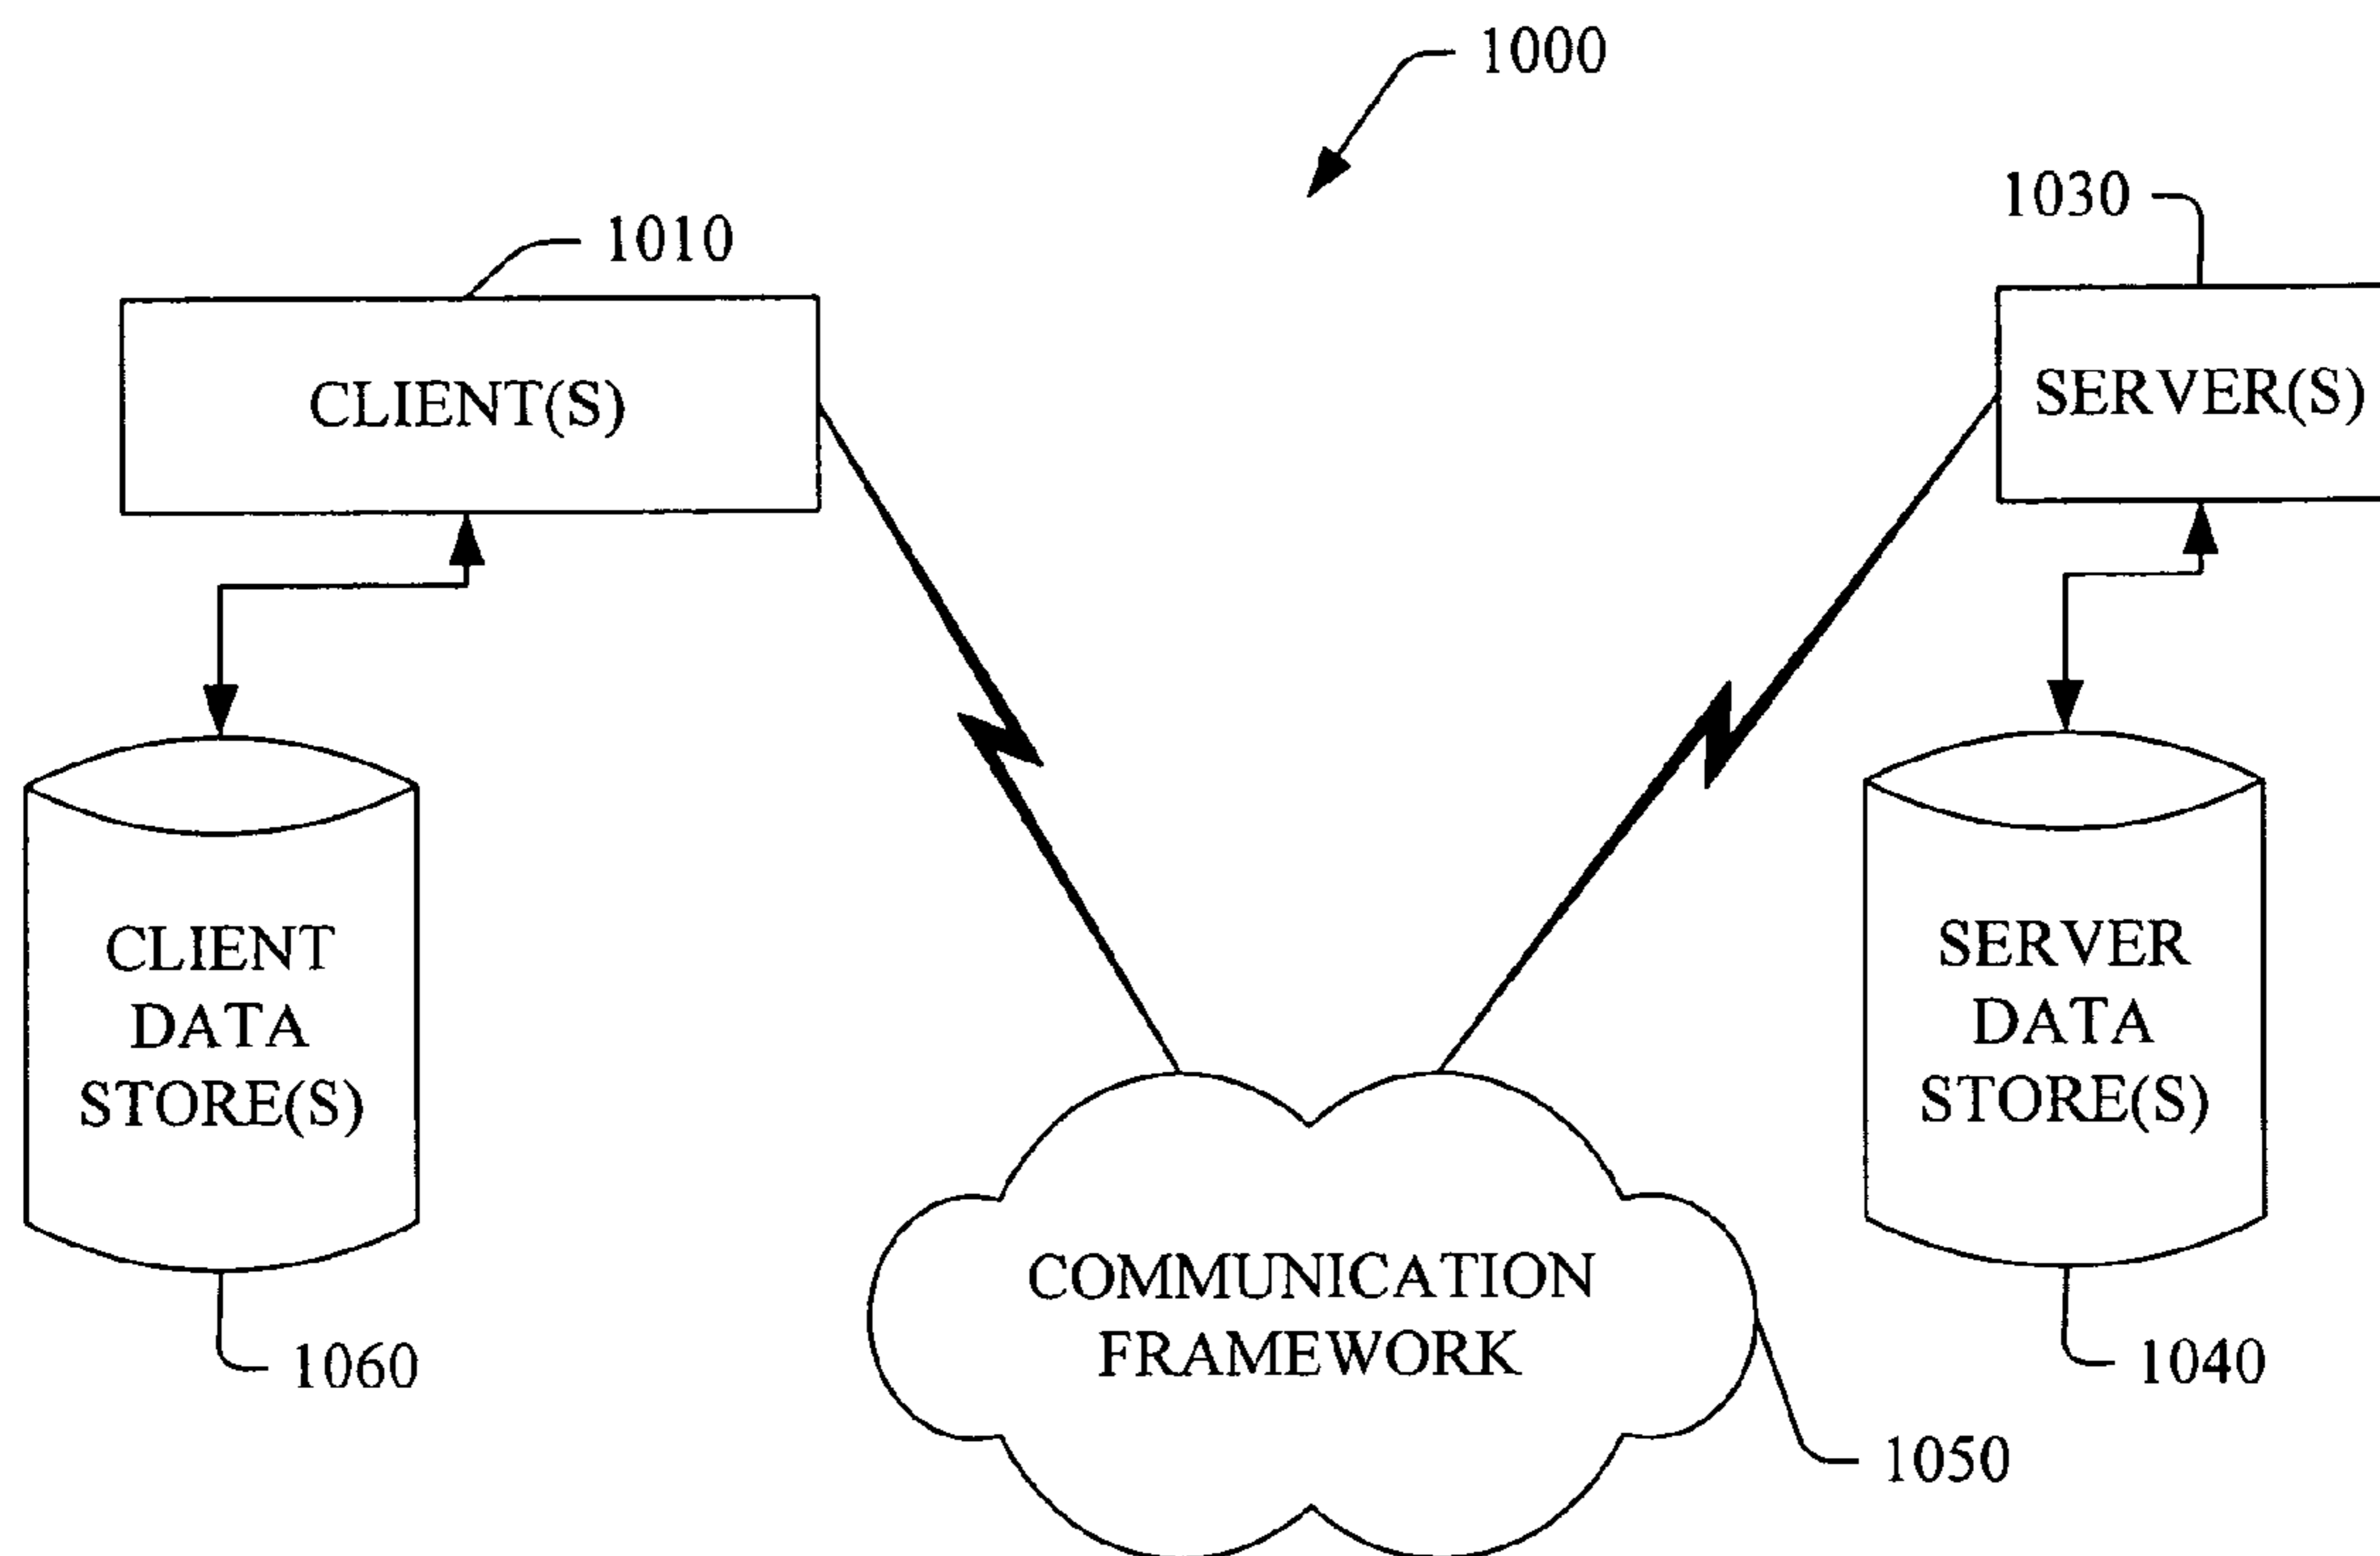 1000
1010
1030
CLIENT(S)
SERVER(S)
CLIENT
DATA
STORE(S)
SERVER
DATA
STORE(S)
COMMUNICATION
FRAMEWORK
1060
1040
1050